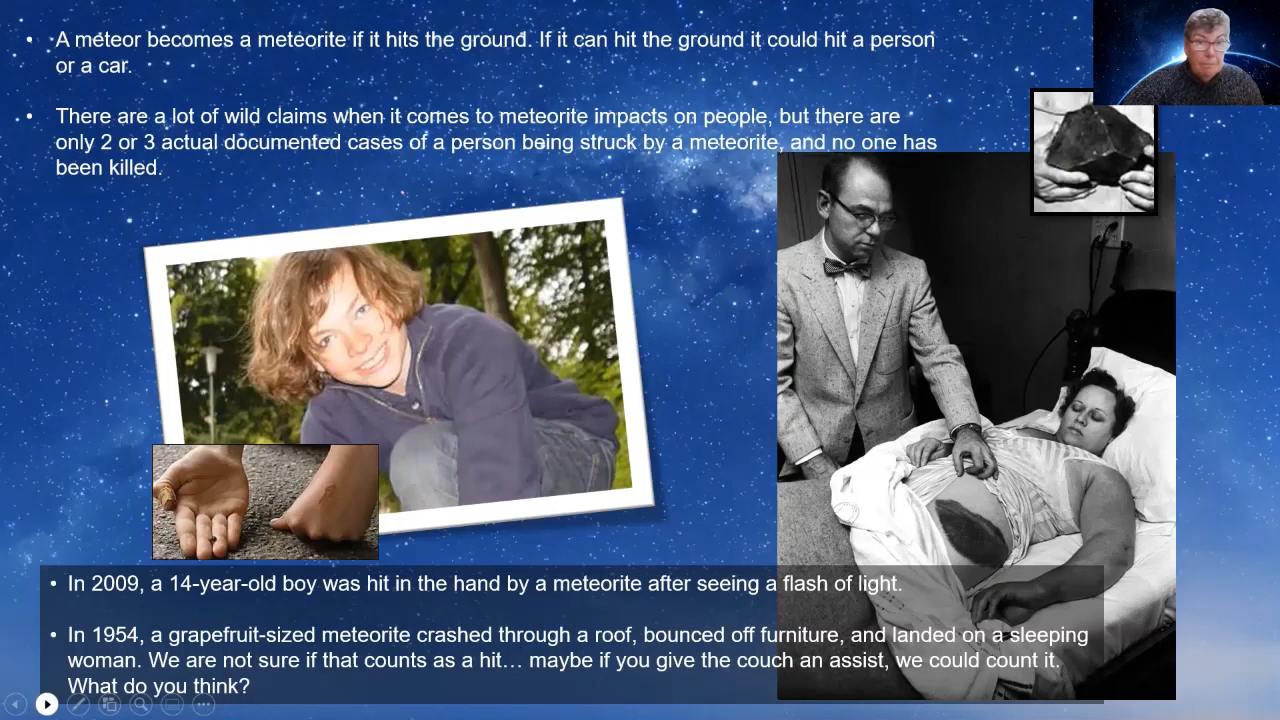 • A meteor becomes a meteorite if it hits the ground. If it can hit the ground it could hit a person
or a car.
• There are a lot of wild claims when it comes to meteorite impacts on people, but there are
only 2 or 3 actual documented cases of a person being struck by a meteorite, and no one has
been killed.
• In 2009, a 14-year-old boy was hit in the hand by a meteorite after seeing a flash of light.
• In 1954, a grapefruit-sized meteorite crashed through a roof, bounced off furniture, and landed on a sleeping
woman. We are not sure if that counts as a hit… maybe if you give the couch an assist, we could count it.
What do you think?